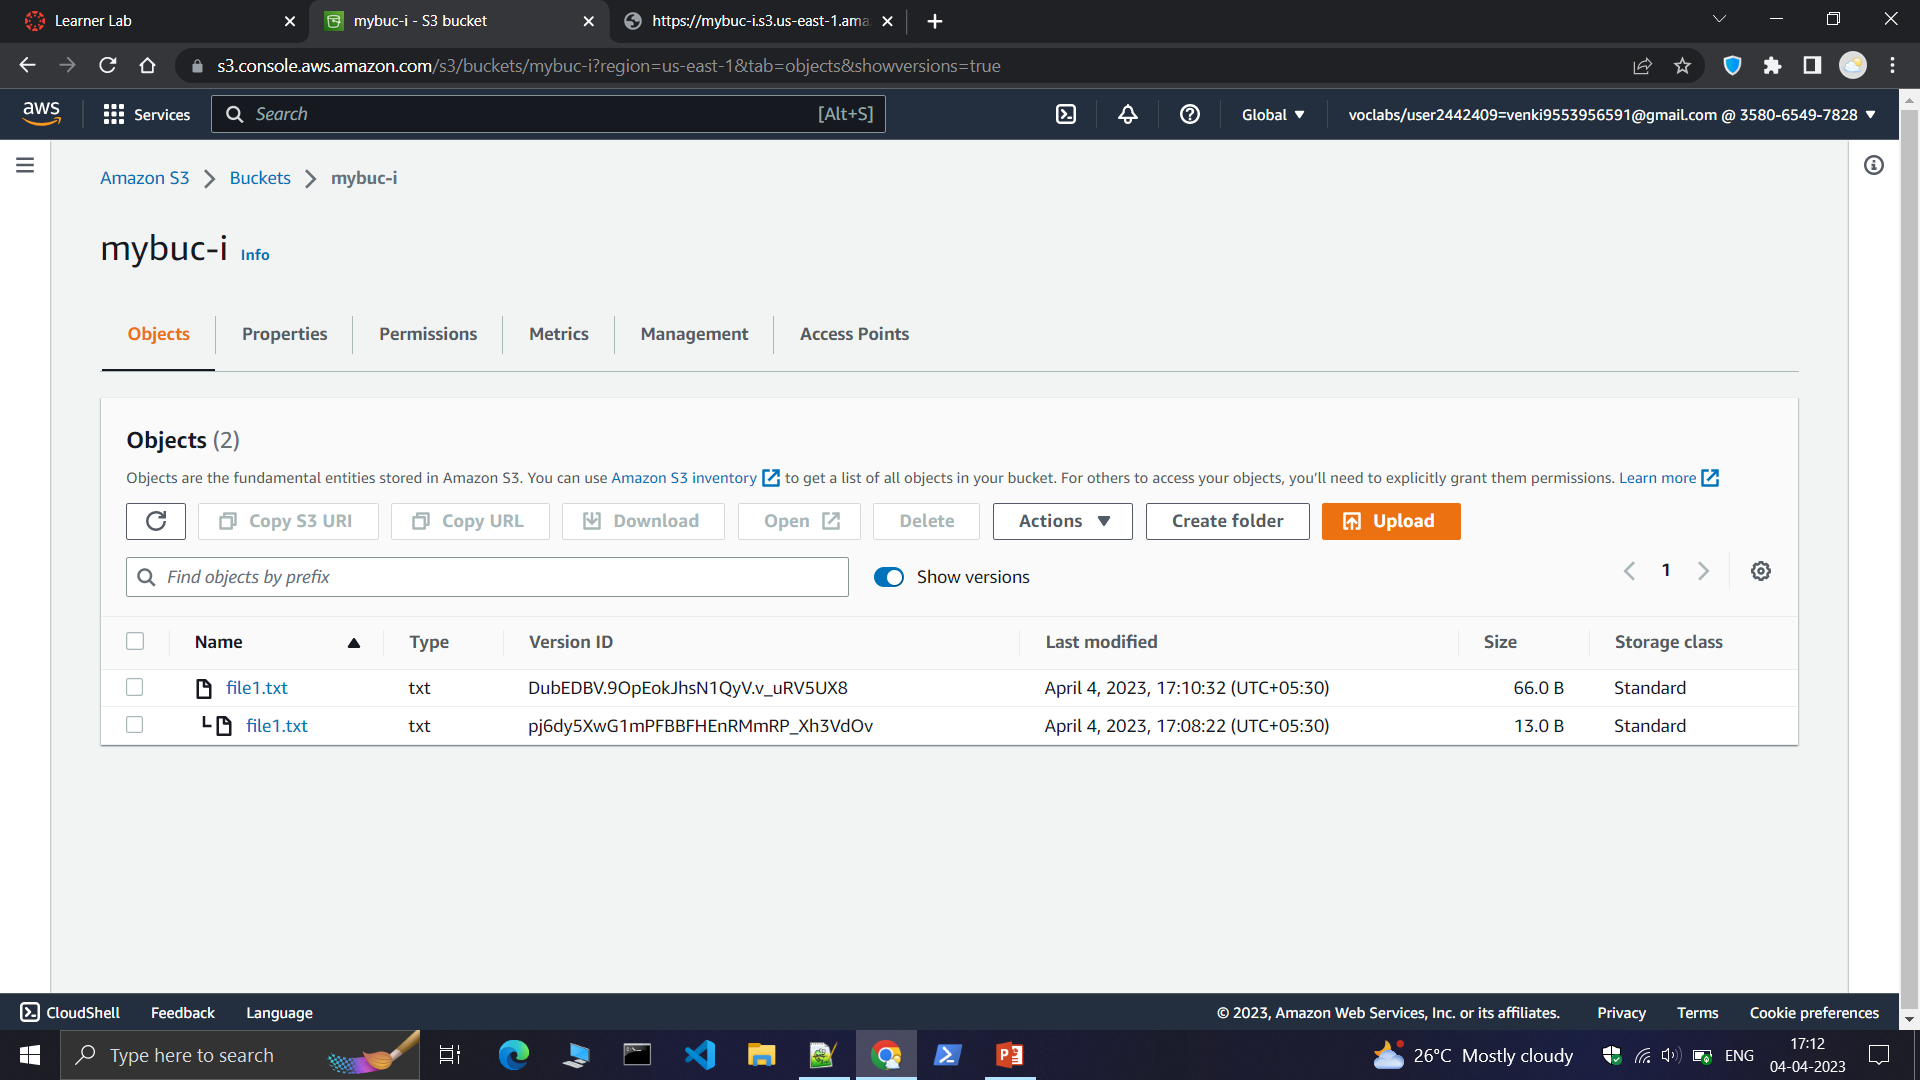 Learner Lab
mybuc-i - S3 bucket
https://mybuc-i.s3.us-east-1.ama
s3.console.aws.amazon.com/s3/buckets/mybuc-i?region=us-east-1&tab=objects&showversions=true
aws
Services
Search
[Alt+S]
Global
voclabs/user2442409=venki9553956591@gmail.com @ 3580-6549-7828
Amazon S3
Buckets
mybuc-i
mybuc-i Info
Objects
Properties
Permissions
Metrics
Management
Access Points
Objects (2)
Objects are the fundamental entities stored in Amazon S3. You can use Amazon S3 inventory to get a list of all objects in your bucket. For others to access your objects, you'll need to explicitly grant them permissions. Learn more
Copy S3 URI
Copy URL
Download
Open
Delete
Actions
Create folder
Upload
Find objects by prefix
Show versions
1
Name Type Version ID Last modified Size Storage class
file1.txt txt DubEDBV.9OpEokJhsN1QyV.v_uRV5UX8 April 4, 2023, 17:10:32 (UTC+05:30) 66.0 B Standard
file1.txt txt pj6dy5XwG1mPFBBFHEnRMmRP_Xh3VdOv April 4, 2023, 17:08:22 (UTC+05:30) 13.0 B Standard
CloudShell
Feedback
Language
© 2023, Amazon Web Services, Inc. or its affiliates.
Privacy
Terms
Cookie preferences
Type here to search
26°C Mostly cloudy
ENG
17:12
04-04-2023